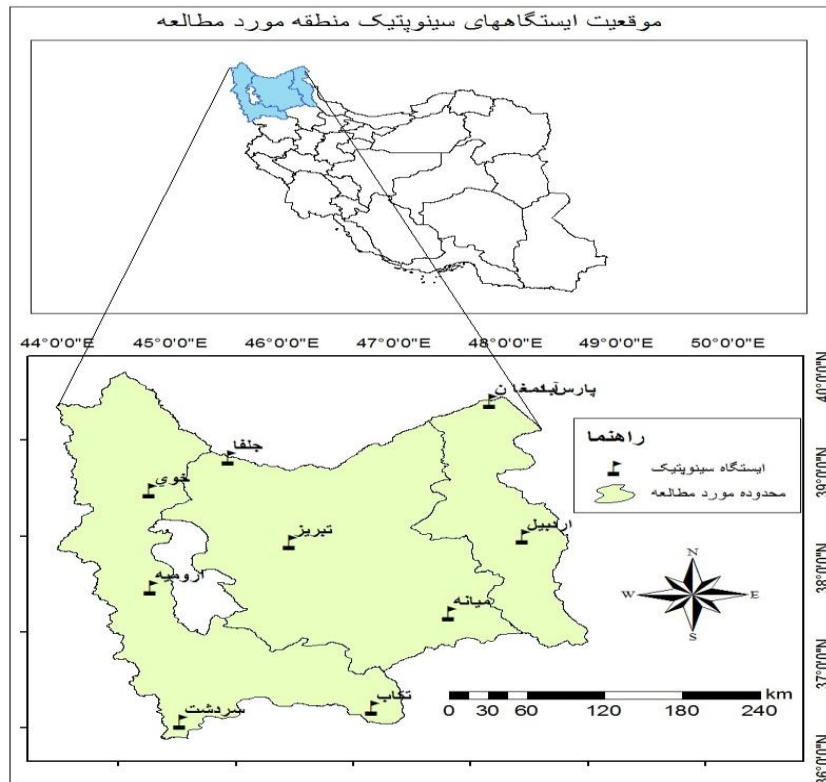 موقعیت ایستگاههای سینوپتیک منطقه مورد مطالعه
44°0'0"E 45°0'0"E 46°0'0"E 47°0'0"E 48°0'0"E 49°0'0"E 50°0'0"E
40°0'0"N
39°0'0"N
38°0'0"N
37°0'0"N
36°0'0"N
جلفا
خوی
تبریز
اردبیل
ارومیه
میانه
تکاب
سردشت
راهنما
ایستگاه سینوپتیک
محدوده مورد مطالعه
N
W E
S
km
0 30 60 120 180 240